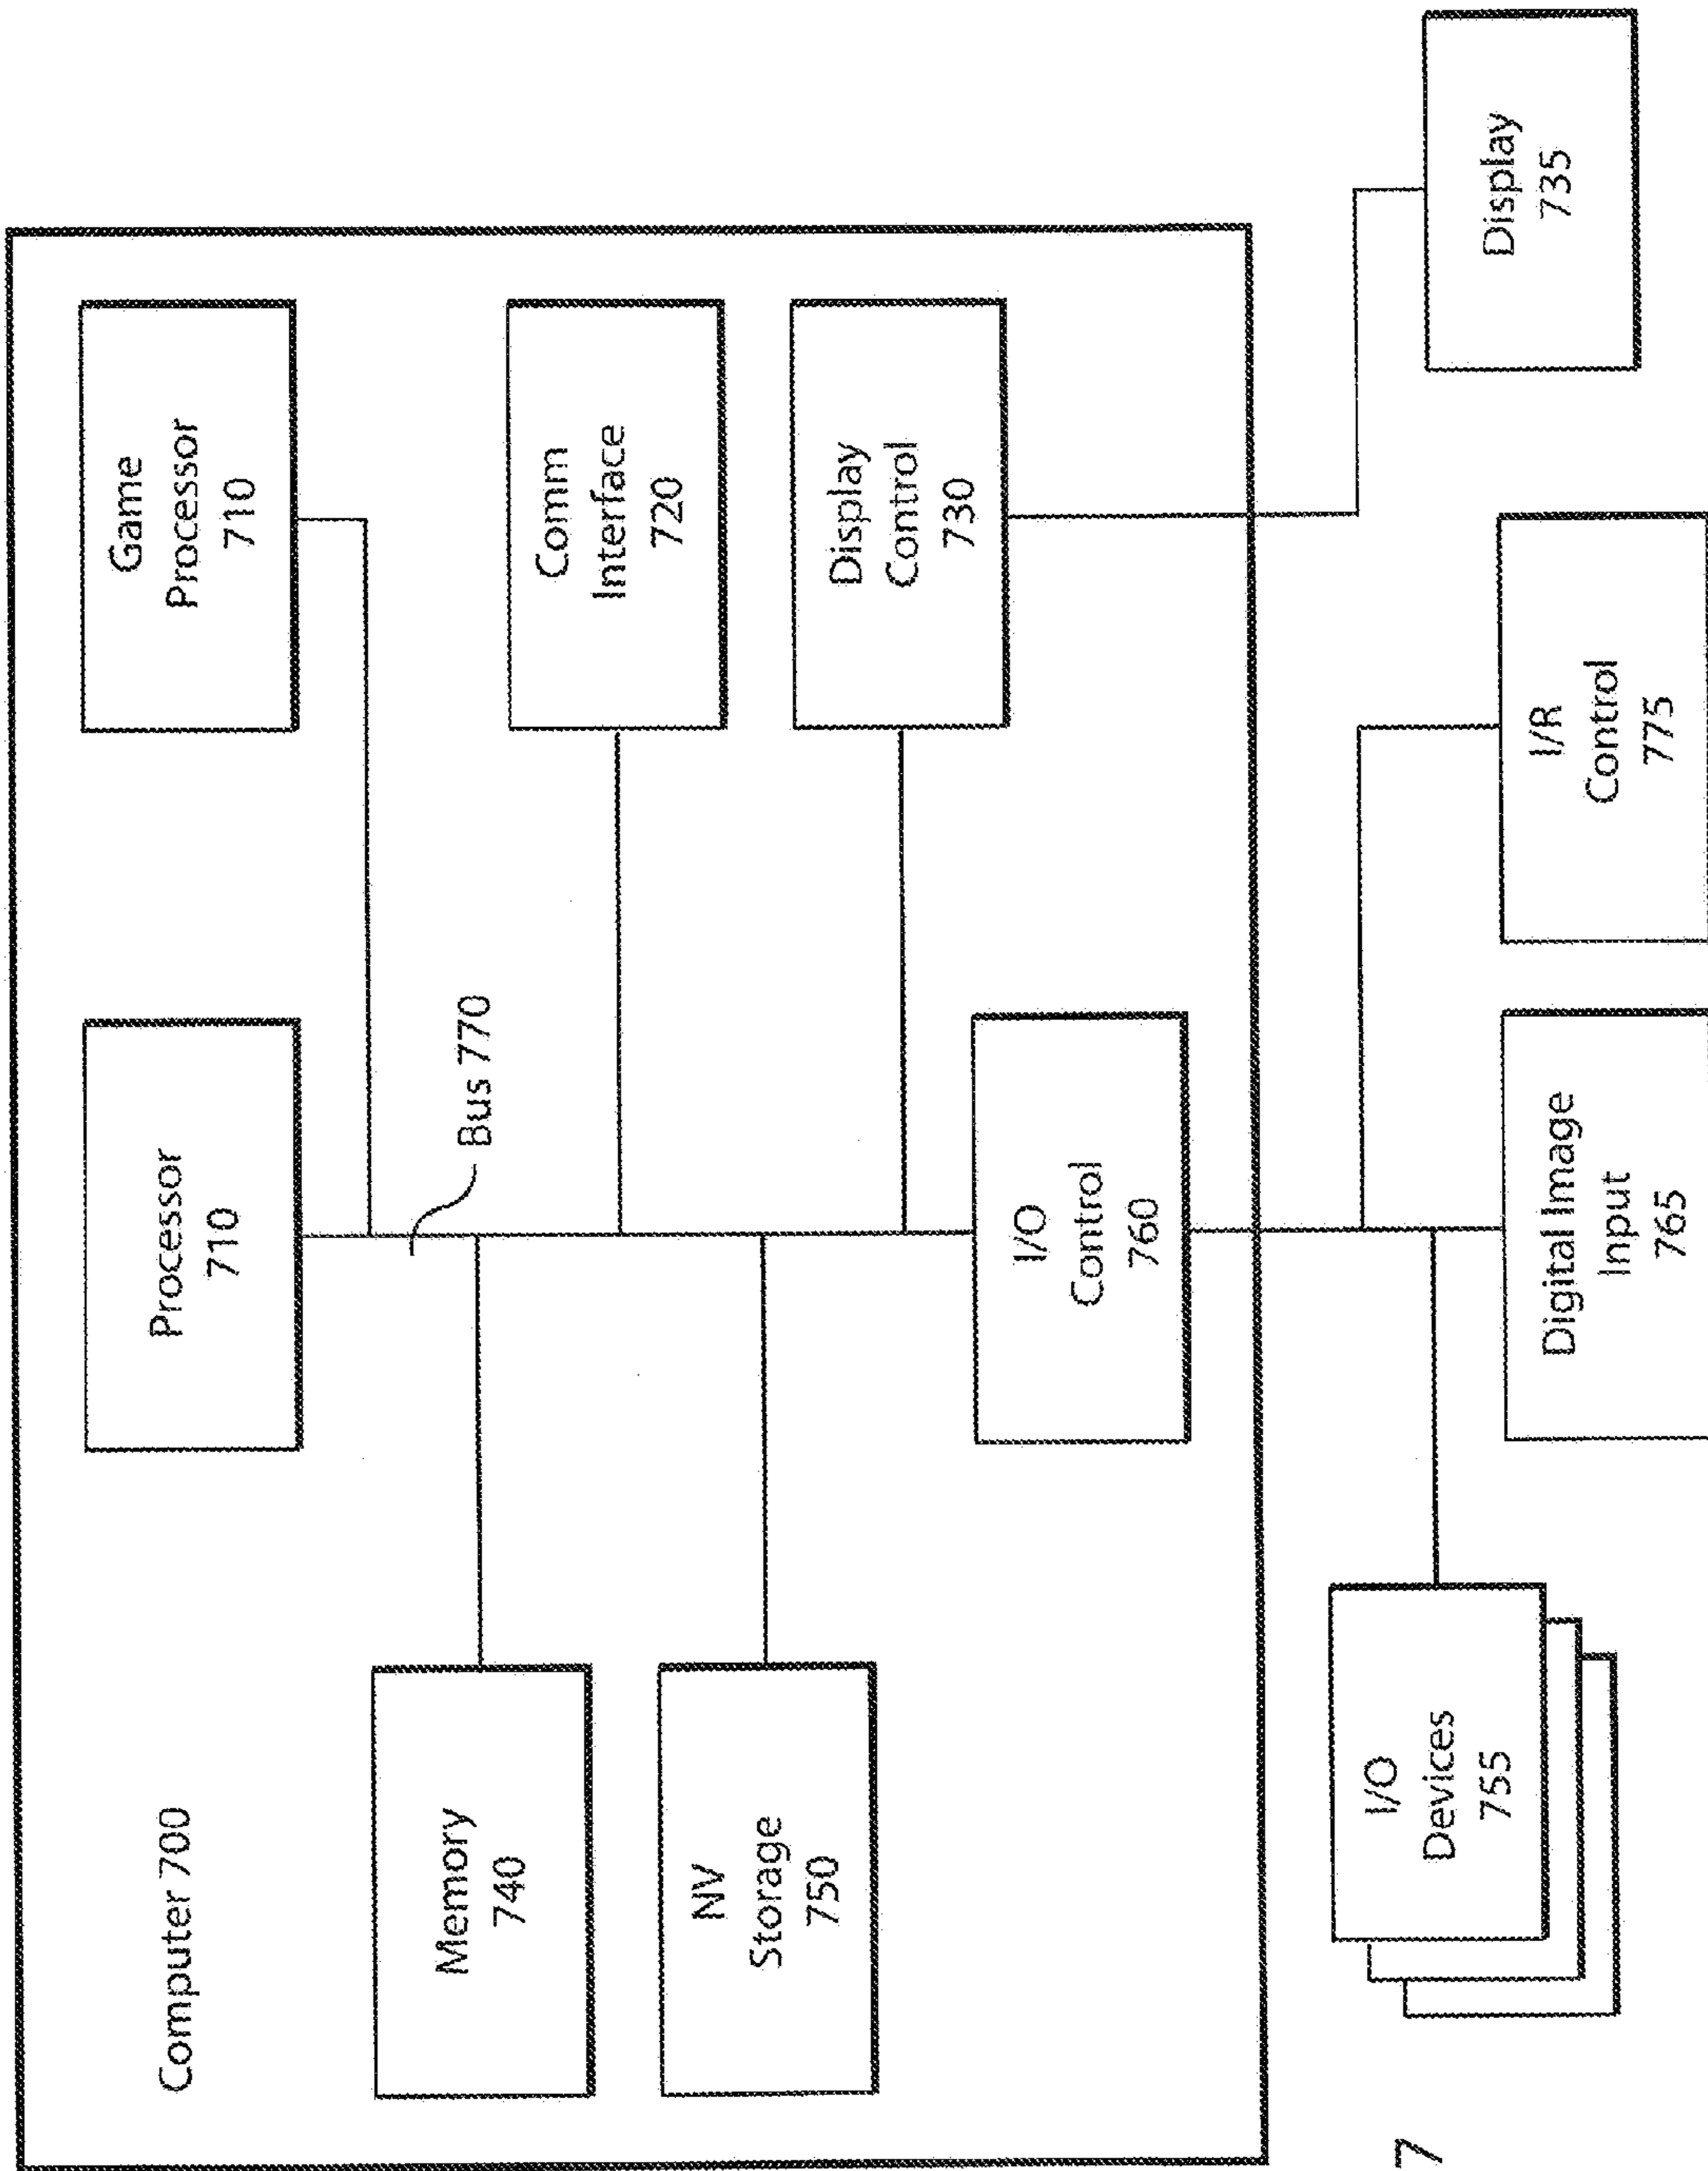 Computer 700
Processor
710
Game
Processor
710
Bus 770
Memory
740
Comm
Interface
720
NV
Storage
750
Display
Control
730
I/O
Control
760
I/O
Devices
755
Digital Image
Input
765
I/R
Control
775
Display
735
7